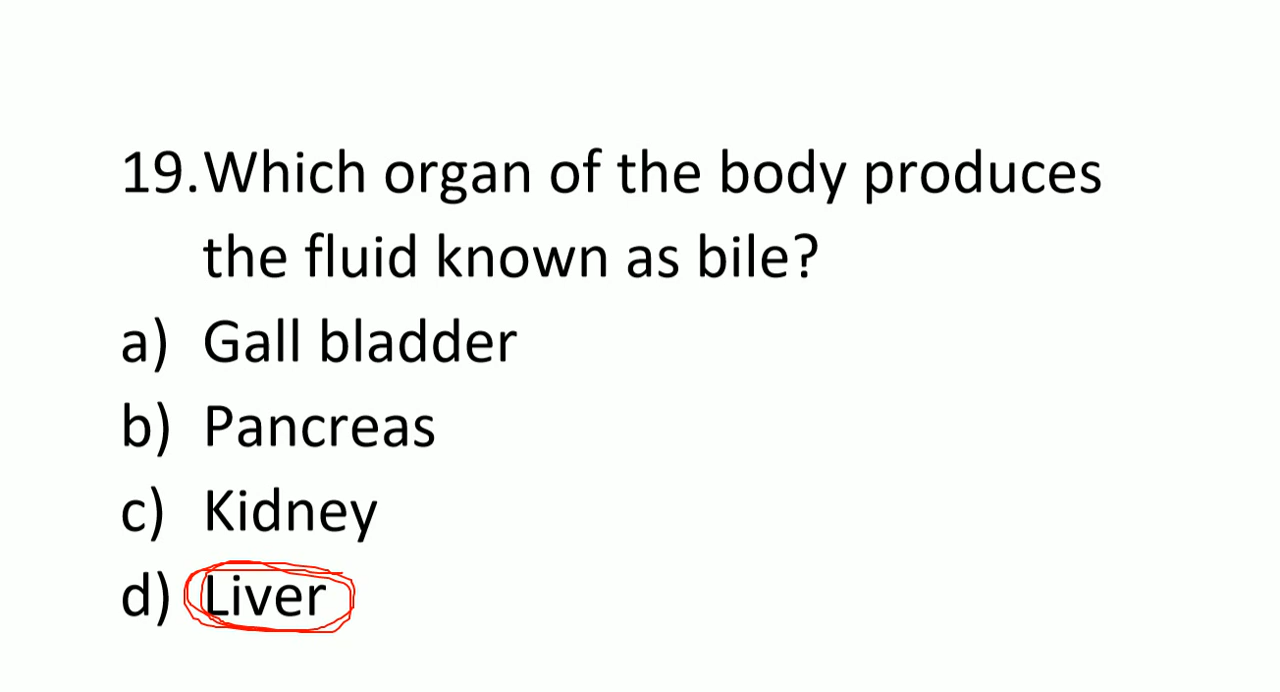 19.Which organ of the body produces
the fluid known as bile?
a) Gall bladder
b) Pancreas
c) Kidney
d) Liver